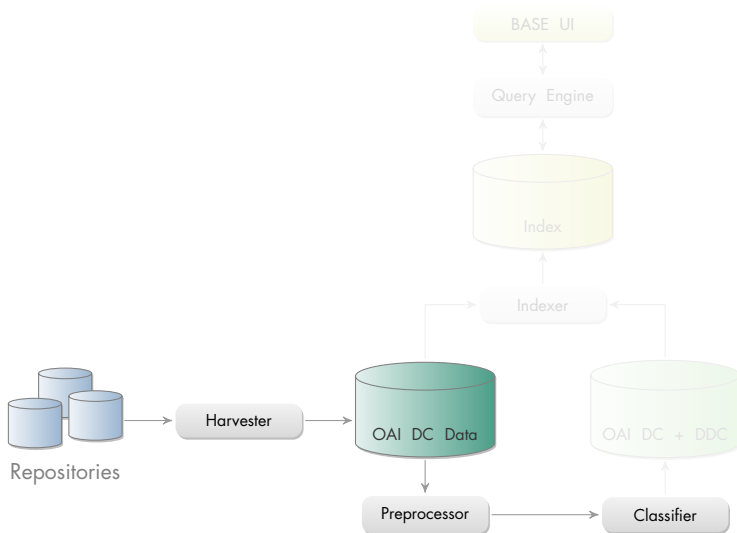 BASE UI
Query Engine
Index
Indexer
Harvester
OAI DC Data
OAI DC + DDC
Repositories
Preprocessor
Classifier